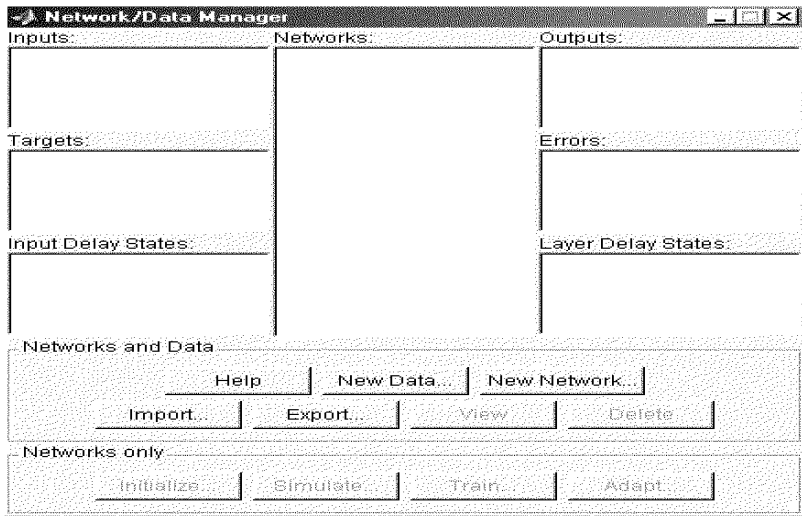 Network/Data Manager
Inputs: Networks: Outputs:
Targets: Errors:
Input Delay States: Layer Delay States:
Networks and Data
Help New Data... New Network...
Import... Export... View Delete
Networks only
Initialize... Simulate... Train... Adapt...